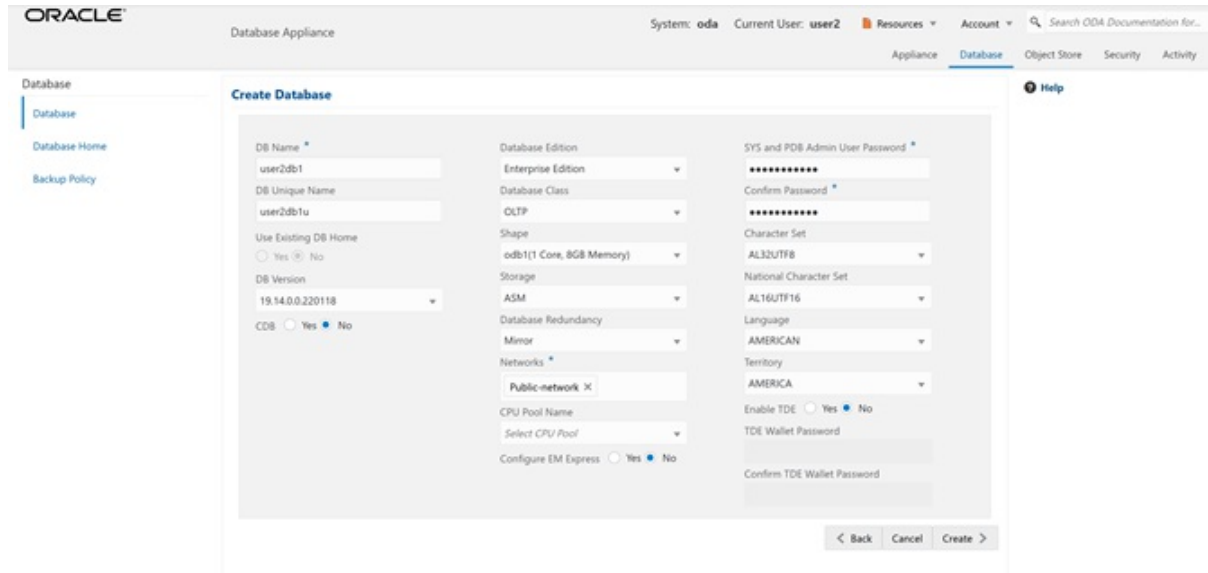 ORACLE®
Database Appliance
System: oda Current User: user2 Resources Account Search ODA Documentation for...
Appliance Database Object Store Security Activity
Database
Database
Database Home
Backup Policy
Create Database
Help
DB Name *
user2db1
DB Unique Name
user2db1u
Use Existing DB Home
Yes No
DB Version
19.14.0.0.220118
CDB Yes No
Database Edition
Enterprise Edition
Database Class
OLTP
Shape
odb1(1 Core, 8GB Memory)
Storage
ASM
Database Redundancy
Mirror
Networks *
Public-network ×
CPU Pool Name
Select CPU Pool
Configure EM Express Yes No
SYS and PDB Admin User Password *
•••••••••••
Confirm Password *
•••••••••••
Character Set
AL32UTF8
National Character Set
AL16UTF16
Language
AMERICAN
Territory
AMERICA
Enable TDE Yes No
TDE Wallet Password
Confirm TDE Wallet Password
< Back Cancel Create >